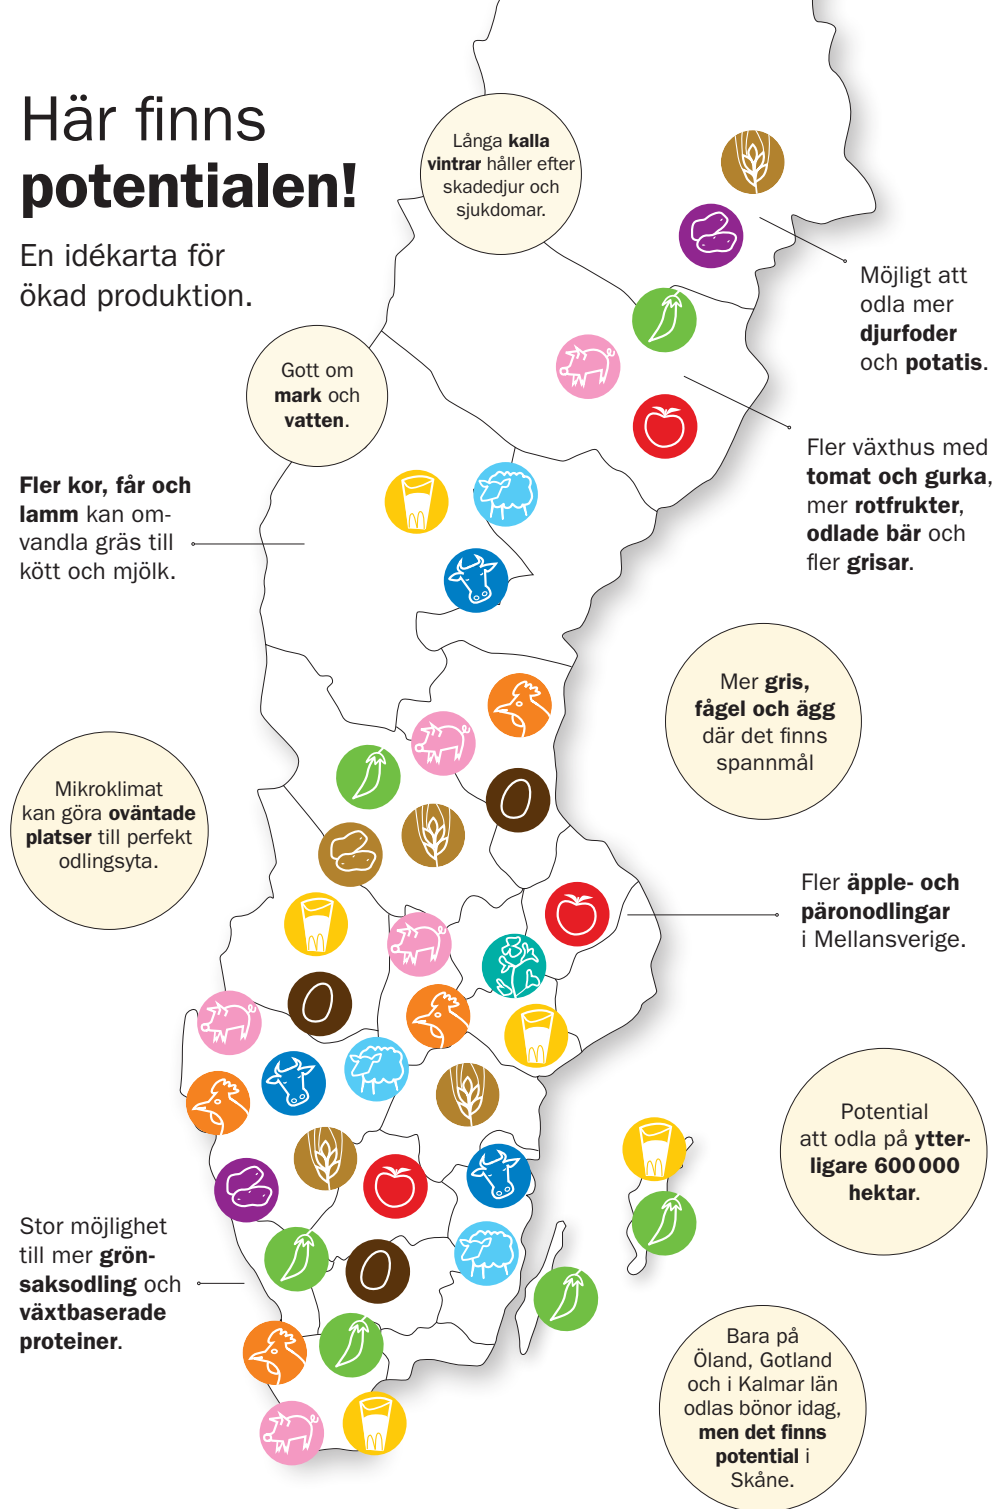 Här finns
potentialen!
En idékarta för
ökad produktion.
Långa kalla
vintrar håller efter
skadedjur och
sjukdomar.
Möjligt att
odla mer
djurfoder
och potatis.
Gott om
mark och
vatten.
Fler växthus med
tomat och gurka,
mer rotfrukter,
odlade bär och
fler grisar.
Fler kor, får och
lamm kan om-
vandla gräs till
kött och mjölk.
Mer gris,
fågel och ägg
där det finns
spannmål
Mikroklimat
kan göra oväntade
platser till perfekt
odlingsyta.
Fler äpple- och
päronodlingar
i Mellansverige.
Potential
att odla på ytter-
ligare 600 000
hektar.
Stor möjlighet
till mer grön-
saksodling och
växtbaserade
proteiner.
Bara på
Öland, Gotland
och i Kalmar län
odlas bönor idag,
men det finns
potential i
Skåne.